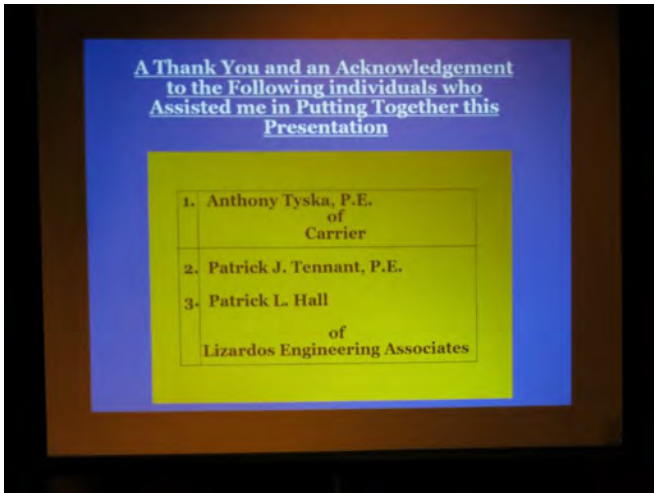 A Thank You and an Acknowledgement
to the Following individuals who
Assisted me in Putting Together this
Presentation
1. Anthony Tyska, P.E.
of
Carrier
2. Patrick J. Tennant, P.E.
3. Patrick L. Hall
of
Lizardos Engineering Associates